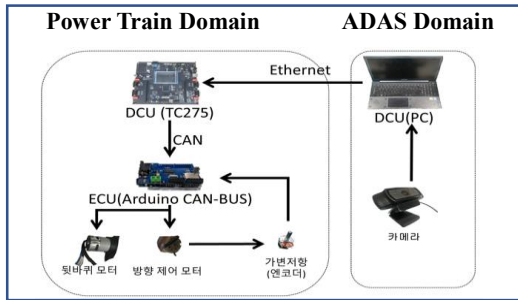 Power Train Domain
ADAS Domain
Ethernet
DCU (TC275)
DCU(PC)
CAN
ECU(Arduino CAN-BUS)
뒷바퀴 모터
방향 제어 모터
가변저항
(엔코더)
카메라